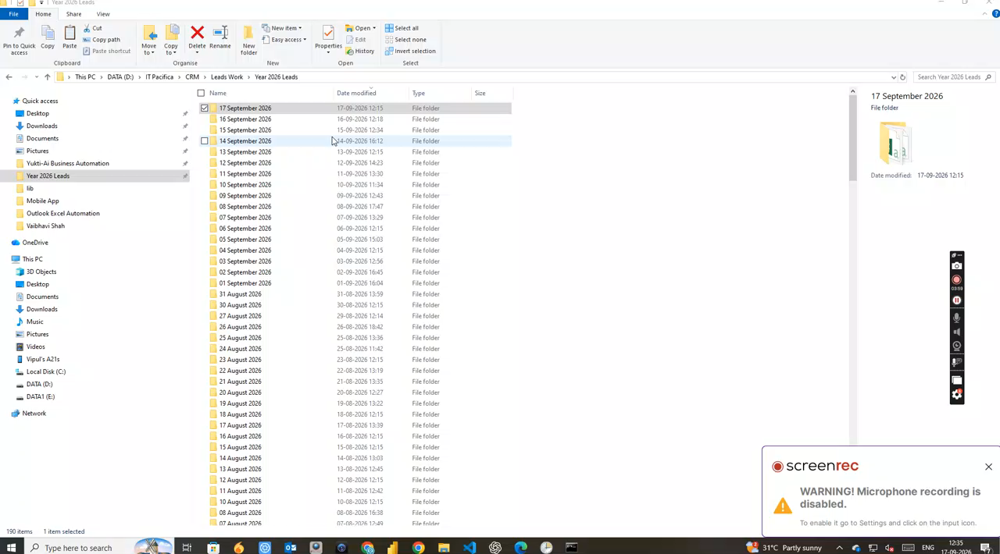 Year 2026 Leads
File
Home
Share
View
Pin to Quick access
Copy
Paste
Cut
Copy path
Paste shortcut
Clipboard
Move to
Copy to
Delete
Rename
Organise
New folder
New item
Easy access
New
Properties
Open
Edit
History
Open
Select all
Select none
Invert selection
Select
This PC > DATA (D:) > IT Pacifica > CRM > Leads Work > Year 2026 Leads
Search Year 2026 Leads
Quick access
Desktop
Downloads
Documents
Pictures
Yukti-Ai Business Automation
Year 2026 Leads
lib
Mobile App
Outlook Excel Automation
Vaibhavi Shah
OneDrive
This PC
3D Objects
Desktop
Documents
Downloads
Music
Pictures
Videos
Vipul's A21s
Local Disk (C:)
DATA (D:)
DATA1 (E:)
Network
Name Date modified Type Size
17 September 2026 17-09-2026 12:15 File folder
16 September 2026 16-09-2026 12:18 File folder
15 September 2026 15-09-2026 12:34 File folder
14 September 2026 14-09-2026 16:12 File folder
13 September 2026 13-09-2026 12:15 File folder
12 September 2026 12-09-2026 14:23 File folder
11 September 2026 11-09-2026 13:30 File folder
10 September 2026 10-09-2026 11:34 File folder
09 September 2026 09-09-2026 12:43 File folder
08 September 2026 08-09-2026 17:47 File folder
07 September 2026 07-09-2026 13:29 File folder
06 September 2026 06-09-2026 12:15 File folder
05 September 2026 05-09-2026 15:03 File folder
04 September 2026 04-09-2026 12:15 File folder
03 September 2026 03-09-2026 12:56 File folder
02 September 2026 02-09-2026 16:45 File folder
01 September 2026 01-09-2026 16:04 File folder
31 August 2026 31-08-2026 13:59 File folder
30 August 2026 30-08-2026 12:15 File folder
27 August 2026 29-08-2026 12:14 File folder
26 August 2026 26-08-2026 18:42 File folder
25 August 2026 25-08-2026 13:36 File folder
24 August 2026 25-08-2026 11:42 File folder
23 August 2026 23-08-2026 12:15 File folder
22 August 2026 22-08-2026 13:19 File folder
21 August 2026 21-08-2026 13:35 File folder
20 August 2026 20-08-2026 12:27 File folder
19 August 2026 19-08-2026 13:22 File folder
18 August 2026 18-08-2026 12:15 File folder
17 August 2026 17-08-2026 13:39 File folder
16 August 2026 16-08-2026 12:15 File folder
15 August 2026 15-08-2026 12:15 File folder
14 August 2026 14-08-2026 13:03 File folder
13 August 2026 13-08-2026 12:45 File folder
12 August 2026 12-08-2026 12:15 File folder
11 August 2026 11-08-2026 12:42 File folder
10 August 2026 10-08-2026 12:15 File folder
08 August 2026 08-08-2026 16:38 File folder
07 August 2026 07-08-2026 12:49 File folder
17 September 2026
File folder
Date modified: 17-09-2026 12:15
03:59
screenrec
WARNING! Microphone recording is
disabled.
To enable it go to Settings and click on the input icon.
190 items 1 item selected
Type here to search
31°C Partly sunny
ENG
12:35
17-09-2026